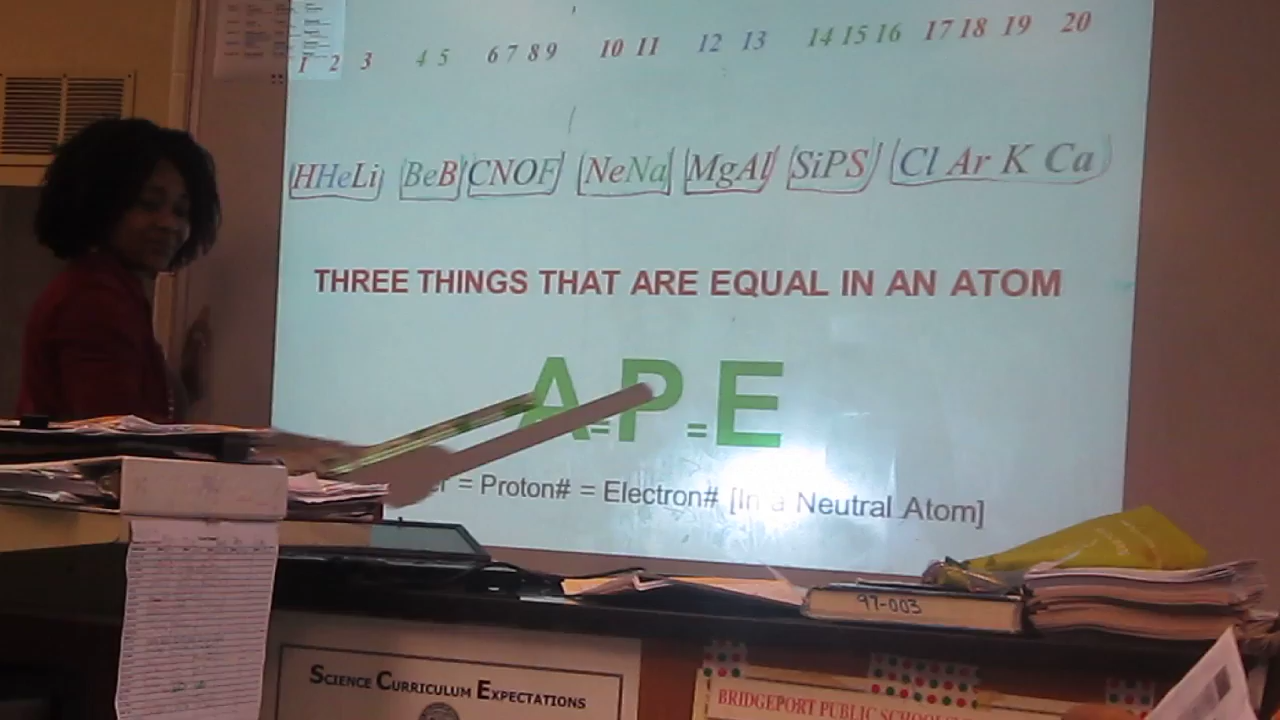 1 2 3 4 5 6 7 8 9 10 11 12 13 14 15 16 17 18 19 20
HHeLi BeB CNOF NeNa MgAl SiPS Cl Ar K Ca
THREE THINGS THAT ARE EQUAL IN AN ATOM
A = P = E
= Proton# = Electron# [In a Neutral Atom]
97-003
SCIENCE CURRICULUM EXPECTATIONS
BRIDGEPORT PUBLIC